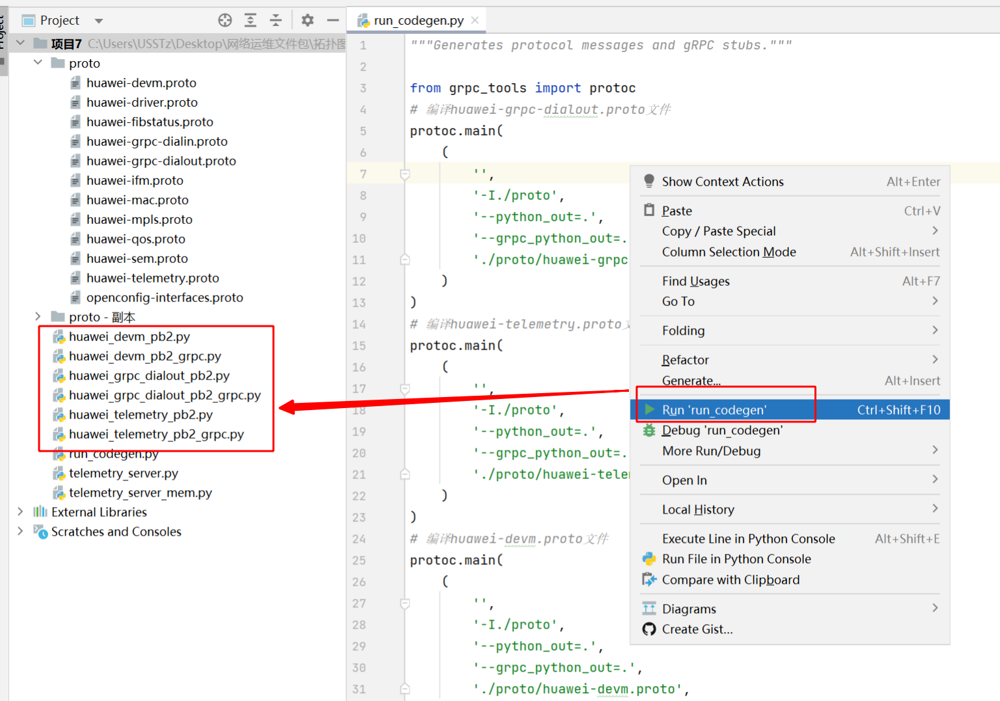 Project
Project
run_codegen.py
项目7 C:\Users\USSTz\Desktop\网络运维文件包\拓扑图
proto
huawei-devm.proto
huawei-driver.proto
huawei-fibstatus.proto
huawei-grpc-dialin.proto
huawei-grpc-dialout.proto
huawei-ifm.proto
huawei-mac.proto
huawei-mpls.proto
huawei-qos.proto
huawei-sem.proto
huawei-telemetry.proto
openconfig-interfaces.proto
proto - 副本
huawei_devm_pb2.py
huawei_devm_pb2_grpc.py
huawei_grpc_dialout_pb2.py
huawei_grpc_dialout_pb2_grpc.py
huawei_telemetry_pb2.py
huawei_telemetry_pb2_grpc.py
run_codegen.py
telemetry_server.py
telemetry_server_mem.py
External Libraries
Scratches and Consoles
1 """Generates protocol messages and gRPC stubs."""
2
3 from grpc_tools import protoc
4 # 编译huawei-grpc-dialout.proto文件
5 protoc.main(
6 (
7 '',
8 '-I./proto',
9 '--python_out=.',
10 '--grpc_python_out=.
11 './proto/huawei-grpc
12 )
13 )
14 # 编译huawei-telemetry.proto
15 protoc.main(
16 (
17 '',
18 '-I./proto',
19 '--python_out=.',
20 '--grpc_python_out=.
21 './proto/huawei-tele
22 )
23 )
24 # 编译huawei-devm.proto文件
25 protoc.main(
26 (
27 '',
28 '-I./proto',
29 '--python_out=.',
30 '--grpc_python_out=.',
31 './proto/huawei-devm.proto',
Show Context Actions Alt+Enter
Paste Ctrl+V
Copy / Paste Special
Column Selection Mode Alt+Shift+Insert
Find Usages Alt+F7
Go To
Folding
Refactor
Generate... Alt+Insert
Run 'run_codegen' Ctrl+Shift+F10
Debug 'run_codegen'
More Run/Debug
Open In
Local History
Execute Line in Python Console Alt+Shift+E
Run File in Python Console
Compare with Clipboard
Diagrams
Create Gist...